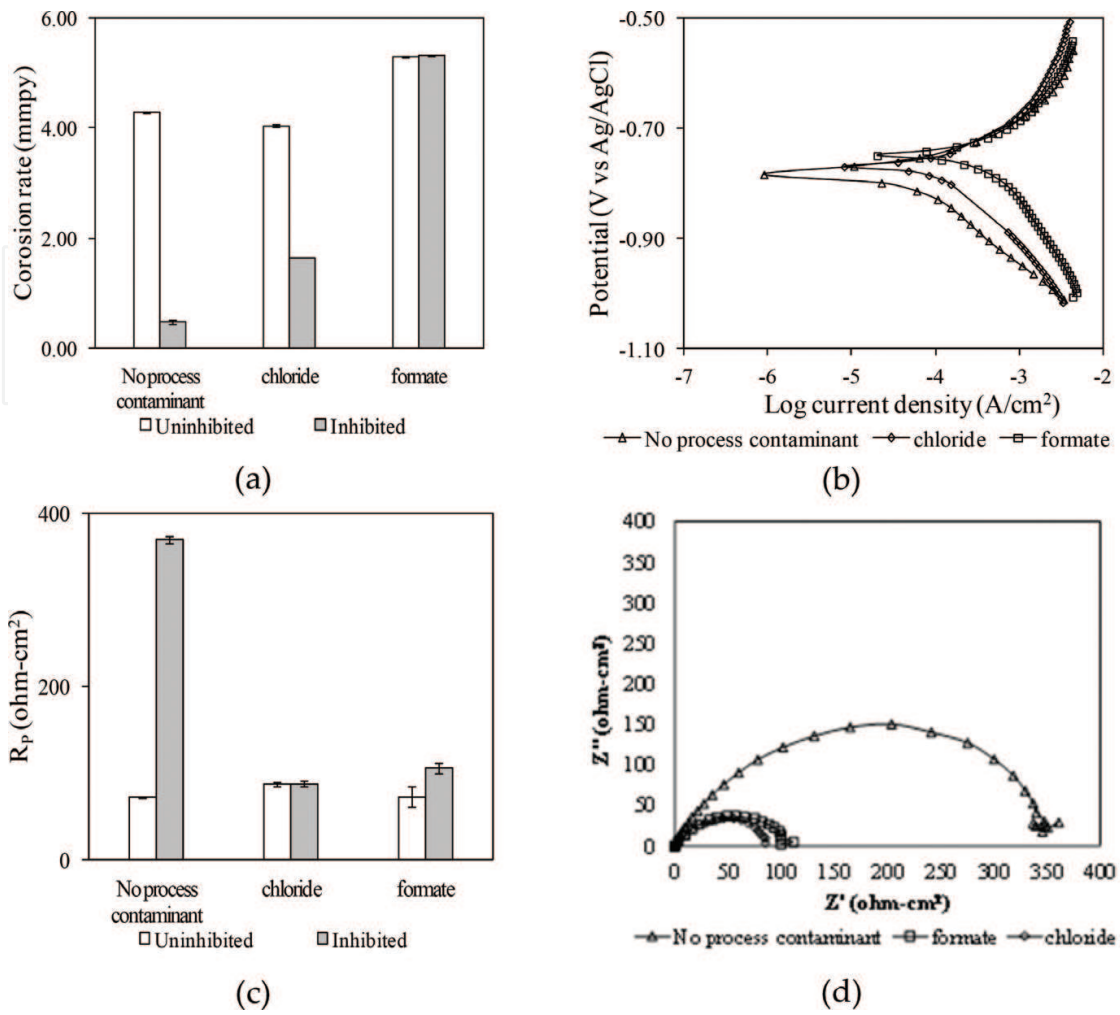 6.00
4.00
2.00
0.00
Corosion rate (mmpy)
No process
contaminant
chloride
formate
Uninhibited
Inhibited
(a)
-0.50
-0.70
-0.90
-1.10
Potential (V vs Ag/AgCl)
-7
-6
-5
-4
-3
-2
Log current density (A/cm²)
No process contaminant
chloride
formate
(b)
400
200
0
Rₚ (ohm-cm²)
No process
contaminant
chloride
formate
Uninhibited
Inhibited
(c)
400
350
300
250
200
150
100
50
0
Z'' (ohm-cm²)
0
50
100
150
200
250
300
350
400
Z' (ohm-cm²)
No process contaminant
formate
chloride
(d)